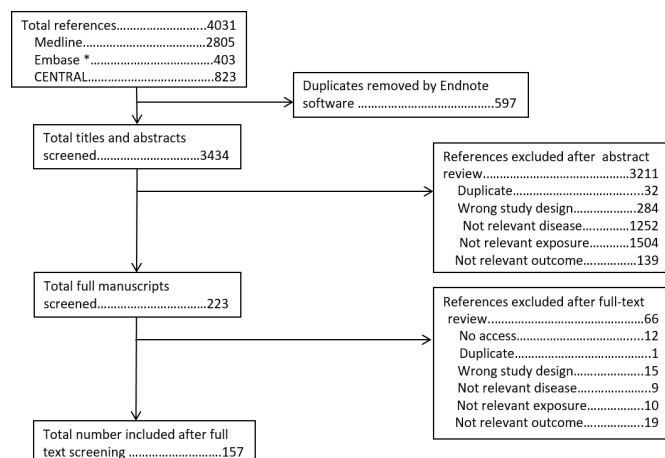 Total references……………………..4031
Medline………………………2805
Embase *……………………..403
CENTRAL……………………...823
Duplicates removed by Endnote
software …………………………………..597
Total titles and abstracts
screened…………………………3434
References excluded after abstract
review………………………………………3211
Duplicate……………………………..32
Wrong study design…………….284
Not relevant disease…………..1252
Not relevant exposure………..1504
Not relevant outcome………...139
Total full manuscripts
screened…………………………….223
References excluded after full-text
review…………………………………………66
No access……………………………..12
Duplicate………………………………..1
Wrong study design……………….15
Not relevant disease……………….9
Not relevant exposure…………..10
Not relevant outcome…………..19
Total number included after full
text screening ………………………..157